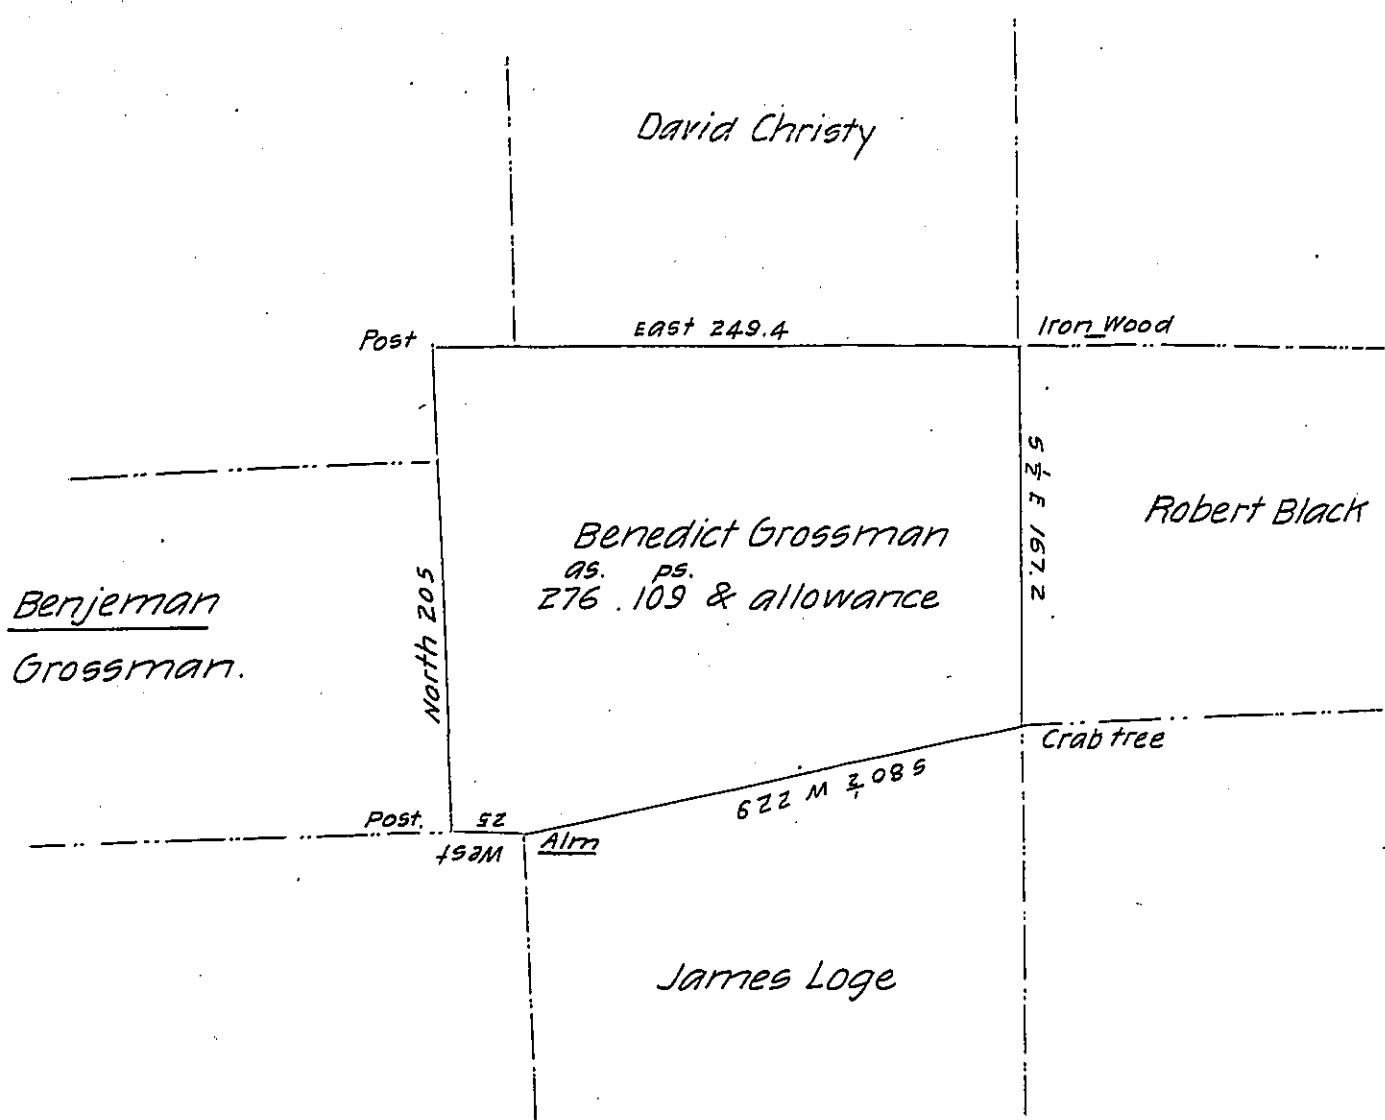 David Christy
Post
East 249.4
Iron Wood
S ½ E 167.2
Robert Black
Benedict Grossman
as. ps.
276 . 109 & allowance
Benjeman
Grossman.
North 205
Crab tree
S 80 ½ W 229
Post.
West 25
Alm
James Loge